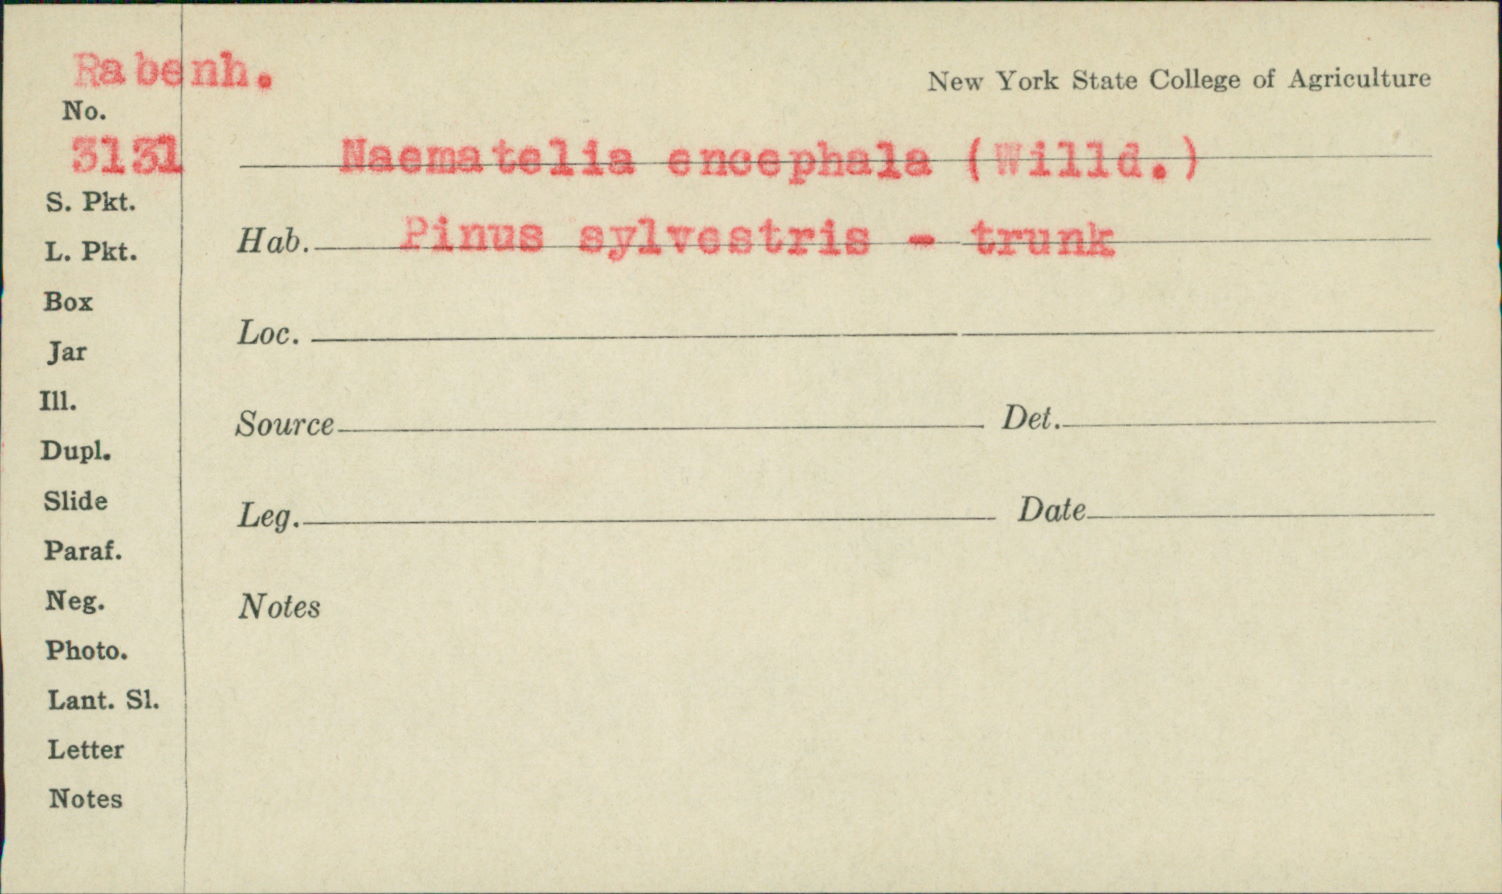 Rabenh.
New York State College of Agriculture
No.
3131
Naematelia encephala (Willd.)
S. Pkt.
Hab. Pinus sylvestris - trunk
L. Pkt.
Box
Loc.
Jar
Ill.
Source Det.
Dupl.
Slide
Leg. Date
Paraf.
Neg.
Notes
Photo.
Lant. Sl.
Letter
Notes